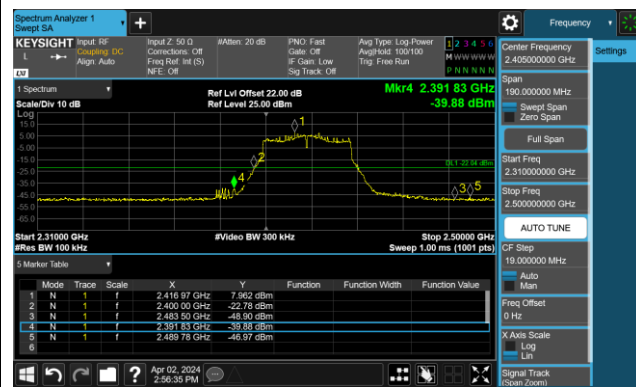 Spectrum Analyzer 1
Swept SA
Frequency
KEYSIGHT
Input: RF
Coupling: DC
Align: Auto
Input Z: 50 Ω
Corrections: Off
Freq Ref: Int (S)
NFE: Off
#Atten: 20 dB
PNO: Fast
Gate: Off
IF Gain: Low
Sig Track: Off
Avg Type: Log-Power
Avg|Hold: 100/100
Trig: Free Run
1 2 3 4 5 6
M W W W W W
P N N N N N
L
LXI
Center Frequency
2.405000000 GHz
Settings
1 Spectrum
Scale/Div 10 dB
Ref Lvl Offset 22.00 dB
Ref Level 25.00 dBm
Mkr4 2.391 83 GHz
-39.88 dBm
Span
190.000000 MHz
Swept Span
Zero Span
Full Span
Log
15.0
5.00
-5.00
-15.0
-25.0
-35.0
-45.0
-55.0
-65.0
1
2
4
3
5
DL1 -22.04 dBm
Start Freq
2.310000000 GHz
Stop Freq
2.500000000 GHz
AUTO TUNE
Start 2.31000 GHz
#Res BW 100 kHz
#Video BW 300 kHz
Stop 2.50000 GHz
Sweep 1.00 ms (1001 pts)
CF Step
19.000000 MHz
Auto
Man
5 Marker Table
Mode Trace Scale X Y Function Function Width Function Value
1 N 1 f 2.416 97 GHz 7.962 dBm
2 N 1 f 2.400 00 GHz -22.78 dBm
3 N 1 f 2.483 50 GHz -48.90 dBm
4 N 1 f 2.391 83 GHz -39.88 dBm
5 N 1 f 2.489 78 GHz -46.97 dBm
6
Freq Offset
0 Hz
X Axis Scale
Log
Lin
Signal Track
(Span Zoom)
?
Apr 02, 2024
2:56:35 PM